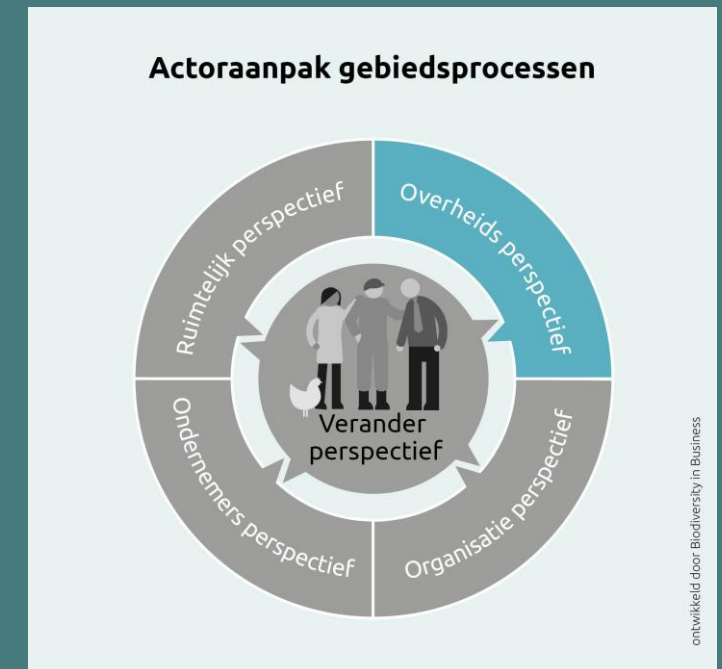 Actoraanpak gebiedsprocessen
Ruimtelijk perspectief
Overheids perspectief
Verander
perspectief
Ondernemers perspectief
Organisatie perspectief
ontwikkeld door Biodiversity in Business